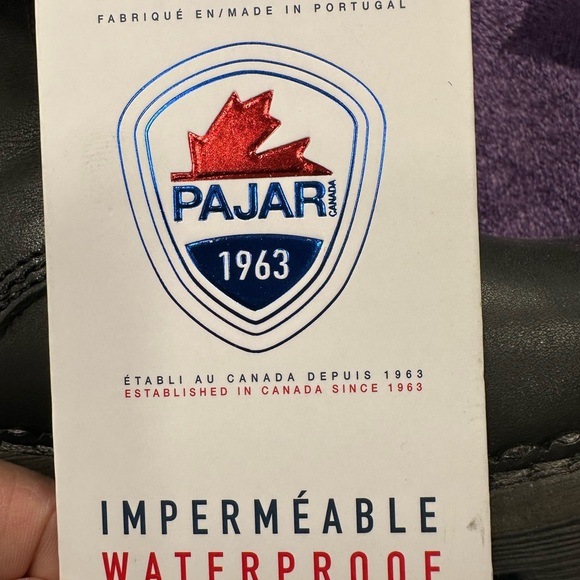 FABRIQUÉ EN/MADE IN PORTUGAL
PAJAR
CANADA
1963
ÉTABLI AU CANADA DEPUIS 1963
ESTABLISHED IN CANADA SINCE 1963
IMPERMÉABLE
WATERPROOF